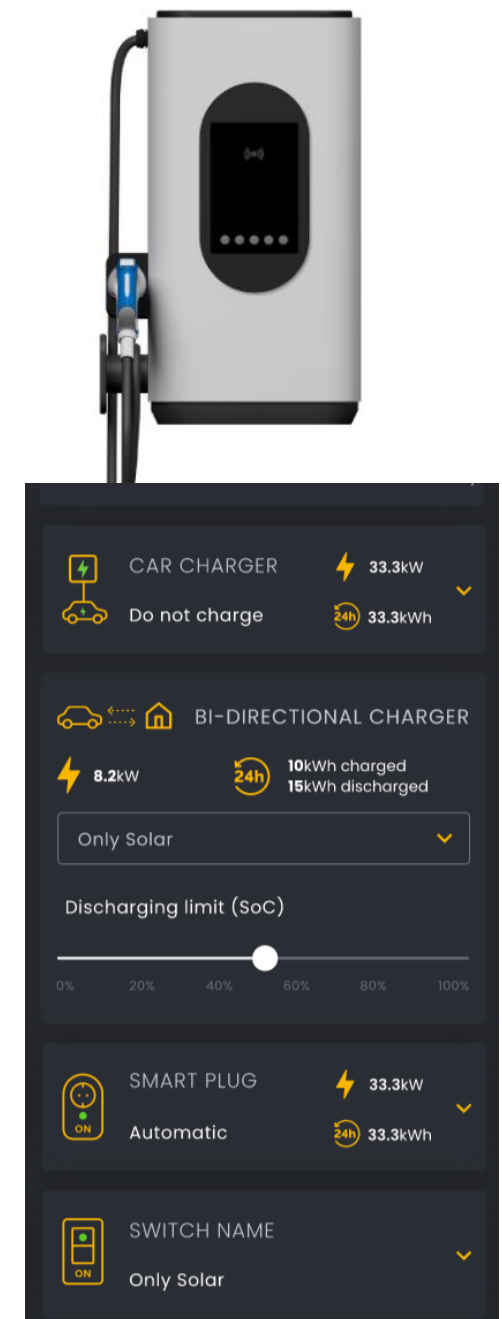 CAR CHARGER
33.3kW
Do not charge
24h 33.3kWh
BI-DIRECTIONAL CHARGER
8.2kW
24h
10kWh charged
15kWh discharged
Only Solar
Discharging limit (SoC)
0% 20% 40% 60% 80% 100%
SMART PLUG
33.3kW
ON
Automatic
24h 33.3kWh
SWITCH NAME
ON
Only Solar